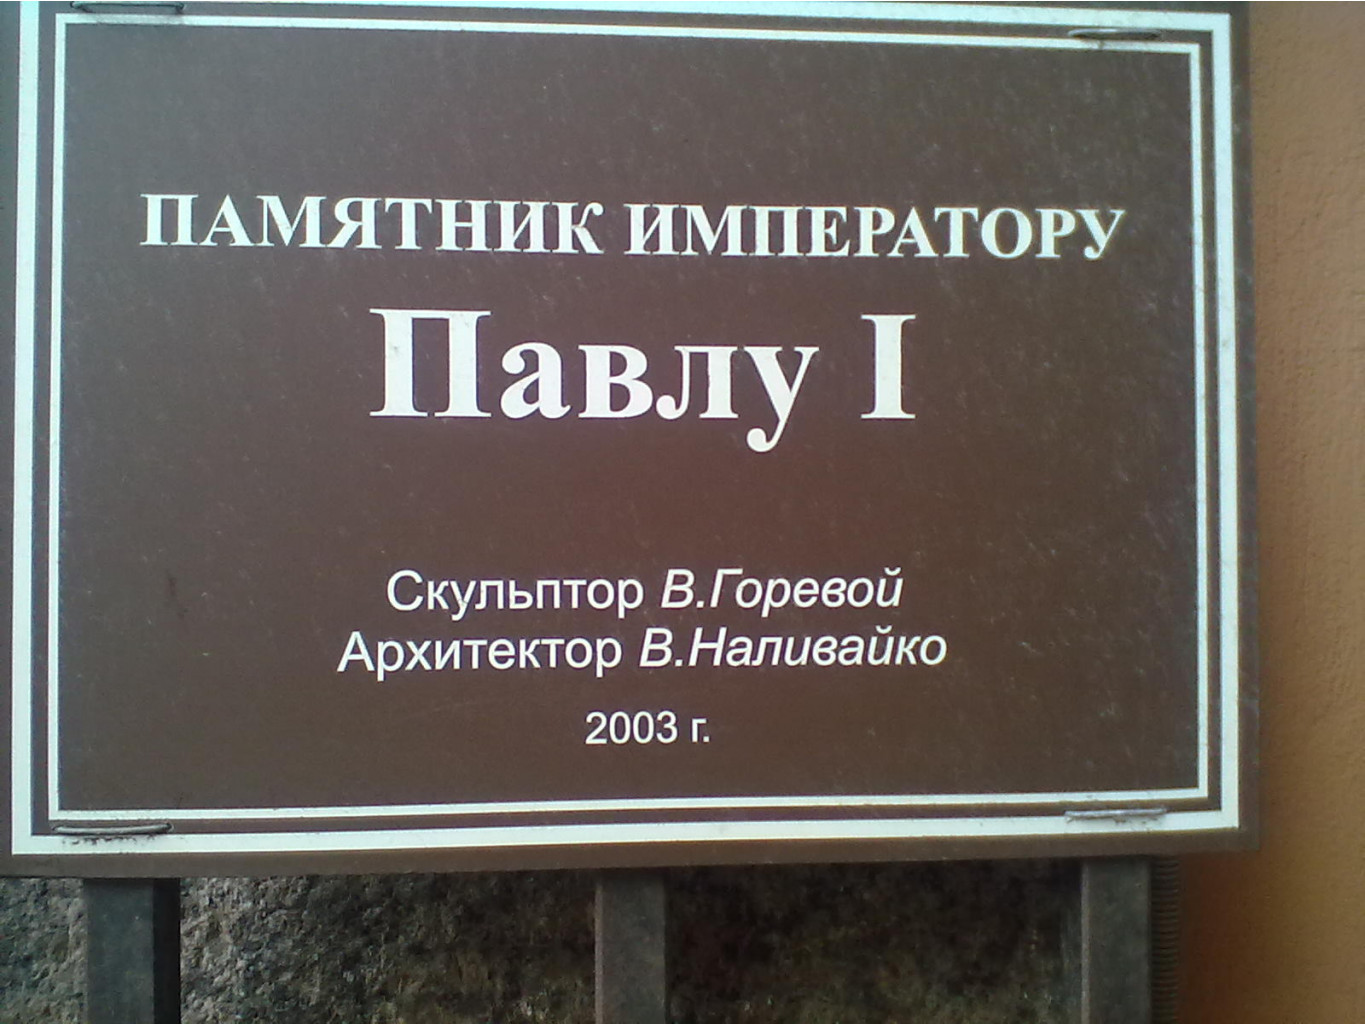 ПАМЯТНИК ИМПЕРАТОРУ
Павлу I
Скульптор В.Горевой
Архитектор В.Наливайко
2003 г.